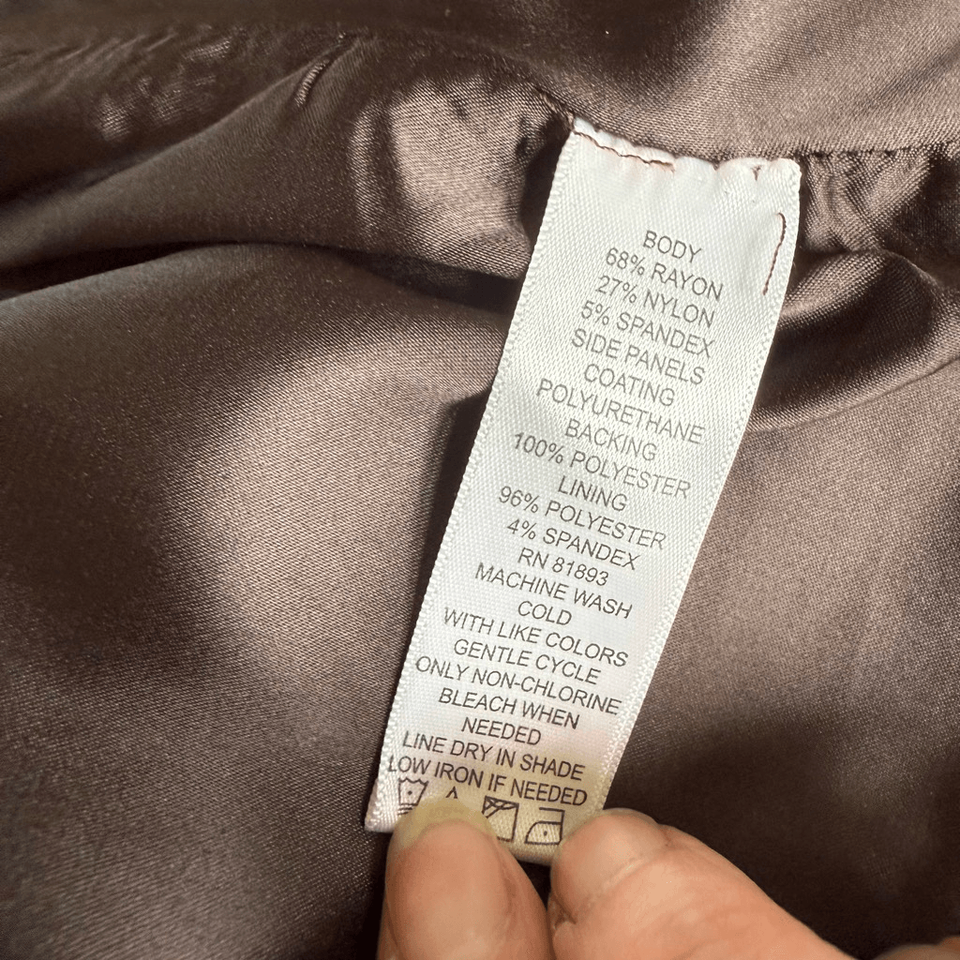 BODY
68% RAYON
27% NYLON
5% SPANDEX
SIDE PANELS
COATING
POLYURETHANE
BACKING
100% POLYESTER
LINING
96% POLYESTER
4% SPANDEX
RN 81893
MACHINE WASH
COLD
WITH LIKE COLORS
GENTLE CYCLE
ONLY NON-CHLORINE
BLEACH WHEN
NEEDED
LINE DRY IN SHADE
LOW IRON IF NEEDED